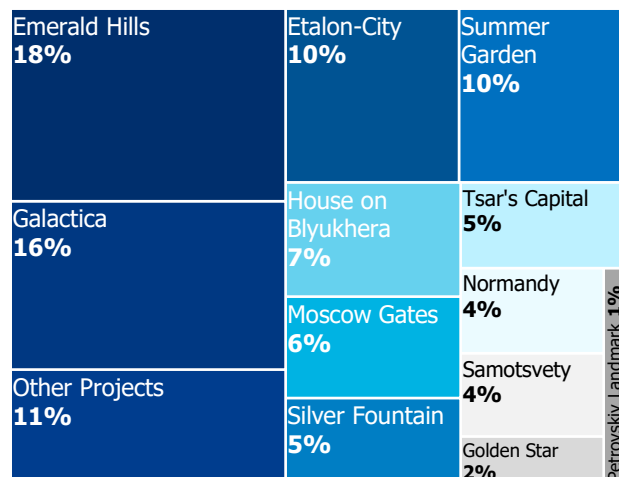 Emerald Hills
18%
Galactica
16%
Other Projects
11%
Etalon-City
10%
House on
Blyukhera
7%
Moscow Gates
6%
Silver Fountain
5%
Summer
Garden
10%
Tsar's Capital
5%
Normandy
4%
Samotsvety
4%
Golden Star
2%
Petrovskiy Landmark 1%